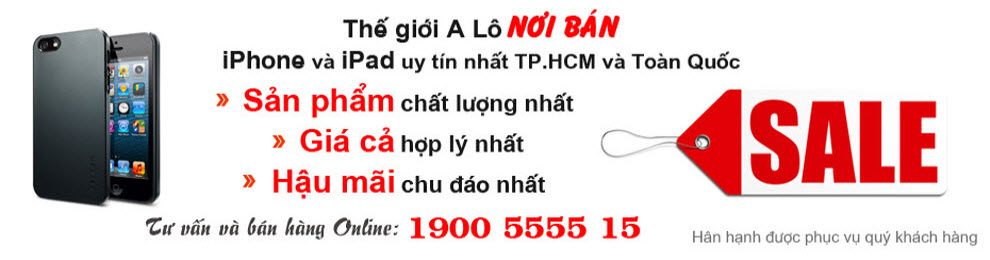 Thế giới A Lô NƠI BÁN
iPhone và iPad uy tín nhất TP.HCM và Toàn Quốc
» Sản phẩm chất lượng nhất
» Giá cả hợp lý nhất
» Hậu mãi chu đáo nhất
SALE
Tư vấn và bán hàng Online: 1900 5555 15
Hân hạnh được phục vụ quý khách hàng